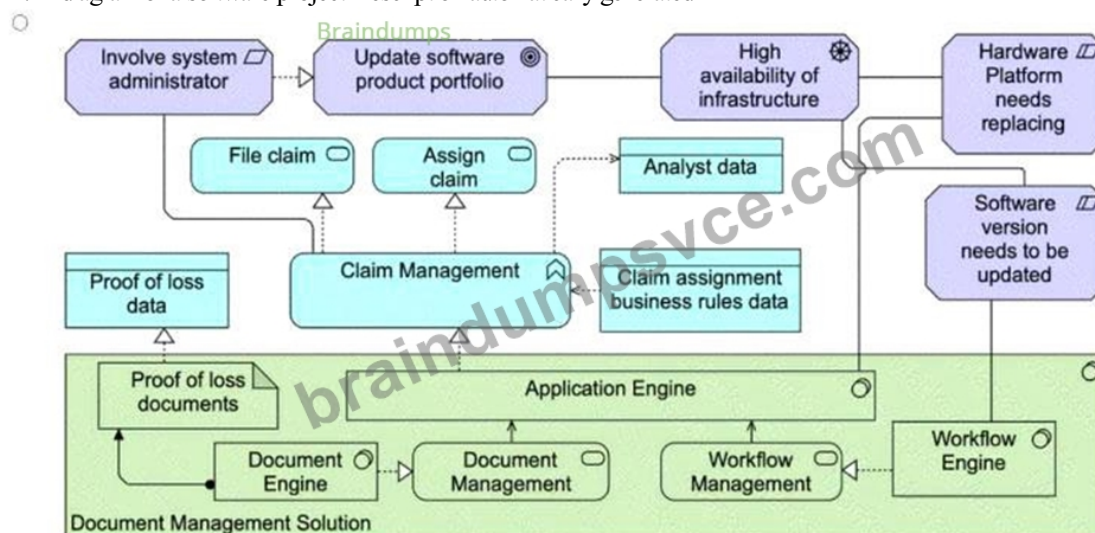 Braindumps
Involve system
administrator
Update software
product portfolio
High
availability of
infrastructure
Hardware
Platform
needs
replacing
File claim
Assign
claim
Analyst data
Software
version
needs to be
updated
Proof of loss
data
Claim Management
Claim assignment
business rules data
braindumpsvce.com
Proof of loss
documents
Application Engine
Document
Engine
Document
Management
Workflow
Management
Workflow
Engine
Document Management Solution